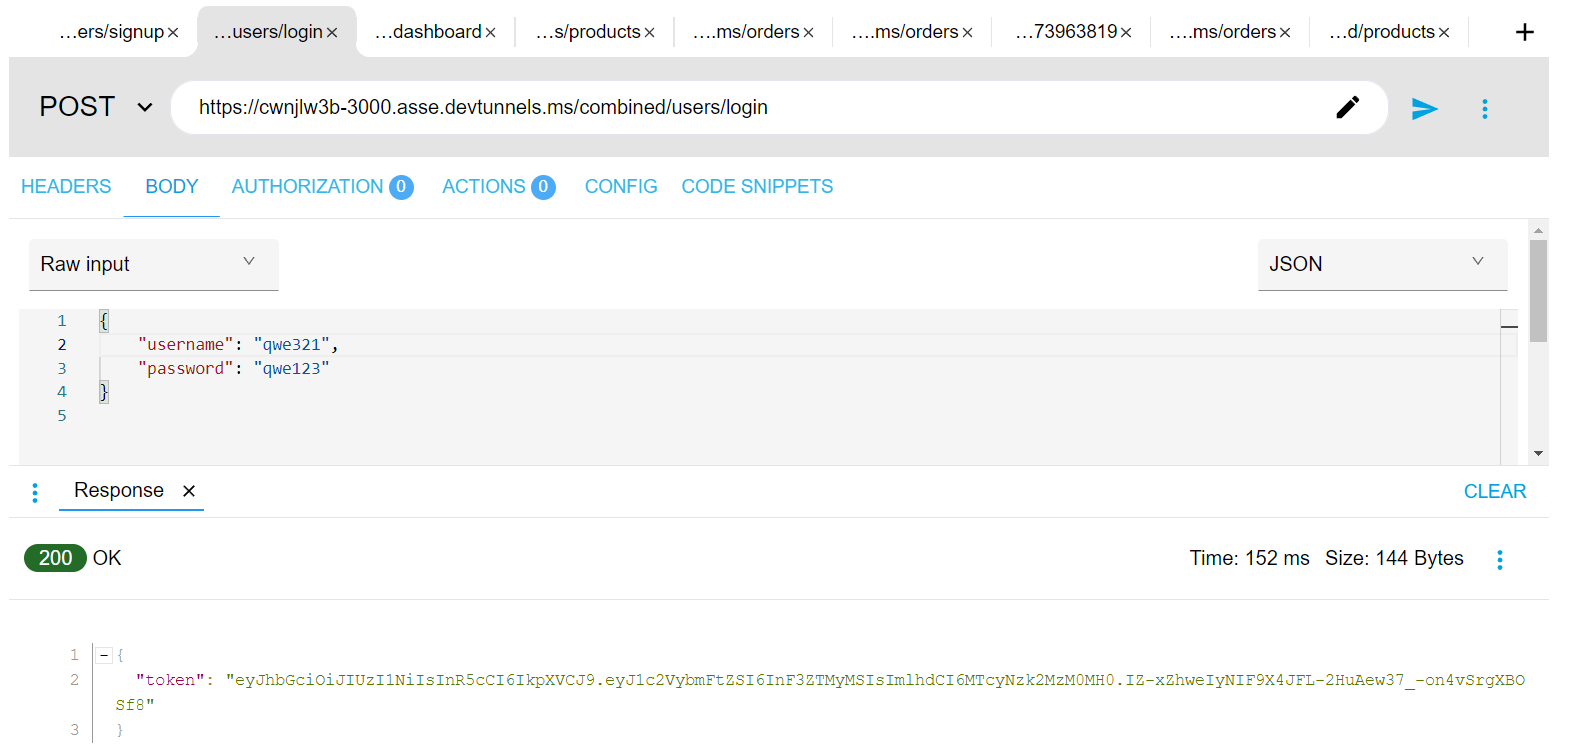 ...ers/signup× ...users/login× ...dashboard× ...s/products× ....ms/orders× ....ms/orders× ...73963819× ....ms/orders× ...d/products× +
POST https://cwnjlw3b-3000.asse.devtunnels.ms/combined/users/login
HEADERS BODY AUTHORIZATION 0 ACTIONS 0 CONFIG CODE SNIPPETS
Raw input JSON
1 {
2 "username": "qwe321",
3 "password": "qwe123"
4 }
5
Response × CLEAR
200 OK Time: 152 ms Size: 144 Bytes
1 {
2 "token": "eyJhbGciOiJIUzI1NiIsInR5cCI6IkpXVCJ9.eyJ1c2VybmFtZSI6InF3ZTMyMSIsImlhdCI6MTcyNzk2MzM0MH0.IZ-xZhweIyNIF9X4JFL-2HuAew37_-on4vSrgXBO
Sf8"
3 }